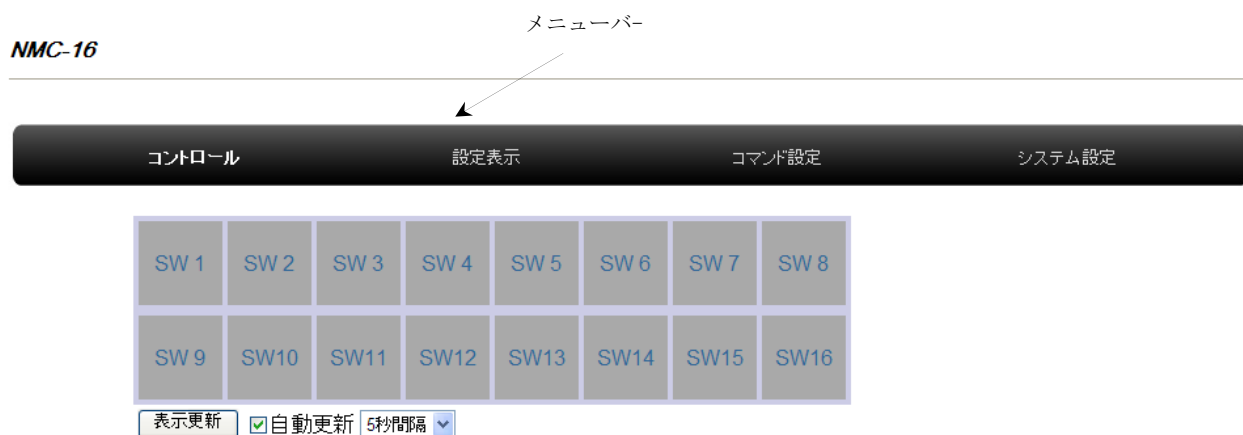 メニューバー
NMC-16
コントロール 設定表示 コマンド設定 システム設定
SW 1 SW 2 SW 3 SW 4 SW 5 SW 6 SW 7 SW 8
SW 9 SW10 SW11 SW12 SW13 SW14 SW15 SW16
表示更新 自動更新 5秒間隔